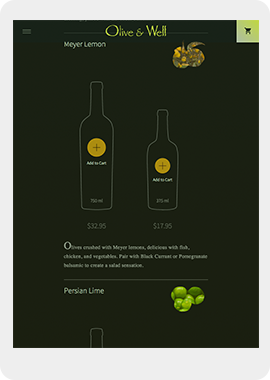 Olive & Well
Meyer Lemon
Add to Cart
Add to Cart
750 ml
375 ml
$32.95
$17.95
Olives crushed with Meyer lemons, delicious with fish,
chicken, and vegetables. Pair with Black Currant or Pomegranate
balsamic to create a salad sensation.
Persian Lime